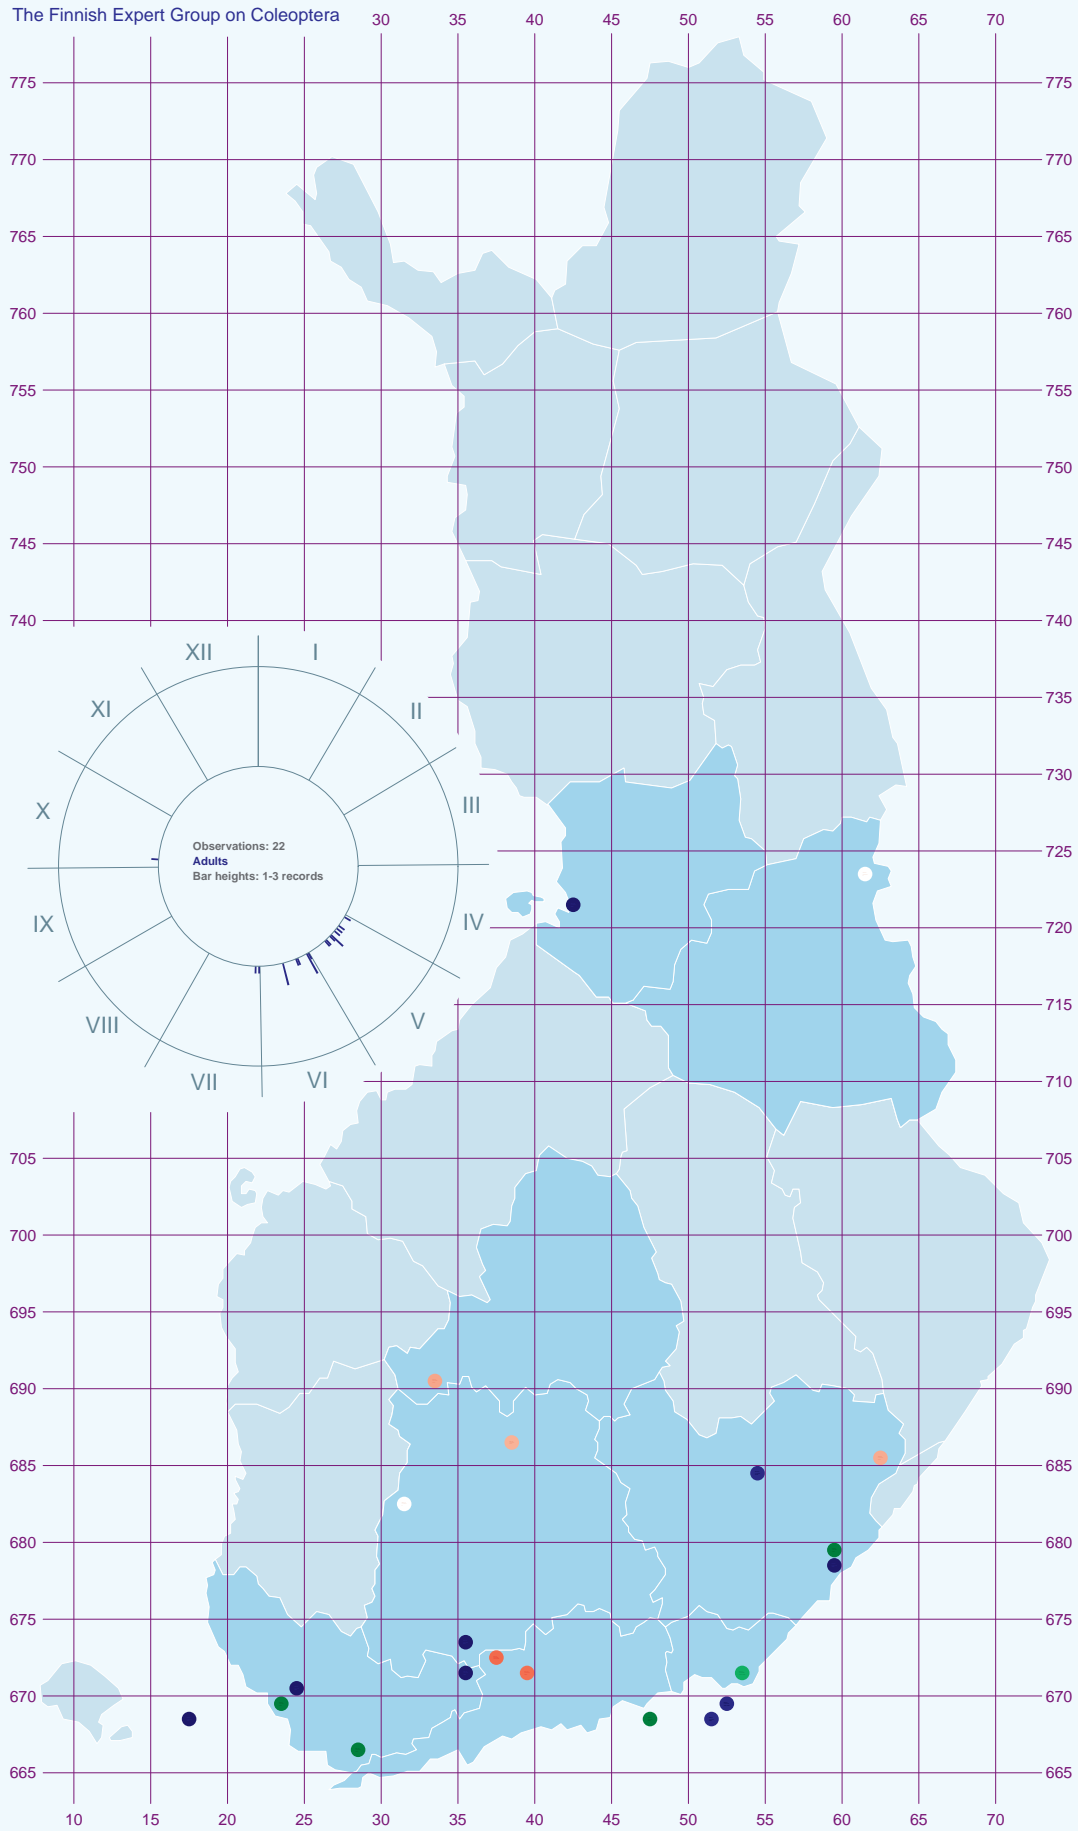 The Finnish Expert Group on Coleoptera
30 35 40 45 50 55 60 65 70
775 775
770 770
765 765
760 760
755 755
750 750
745 745
740 740
XII I
XI II
735
730
X III
Observations: 22
Adults
Bar heights: 1-3 records
725
IX IV
720
VIII V
715
VII VI
710
705 705
700 700
695 695
690 690
685 685
680 680
675 675
670 670
665 665
10 15 20 25 30 35 40 45 50 55 60 65 70